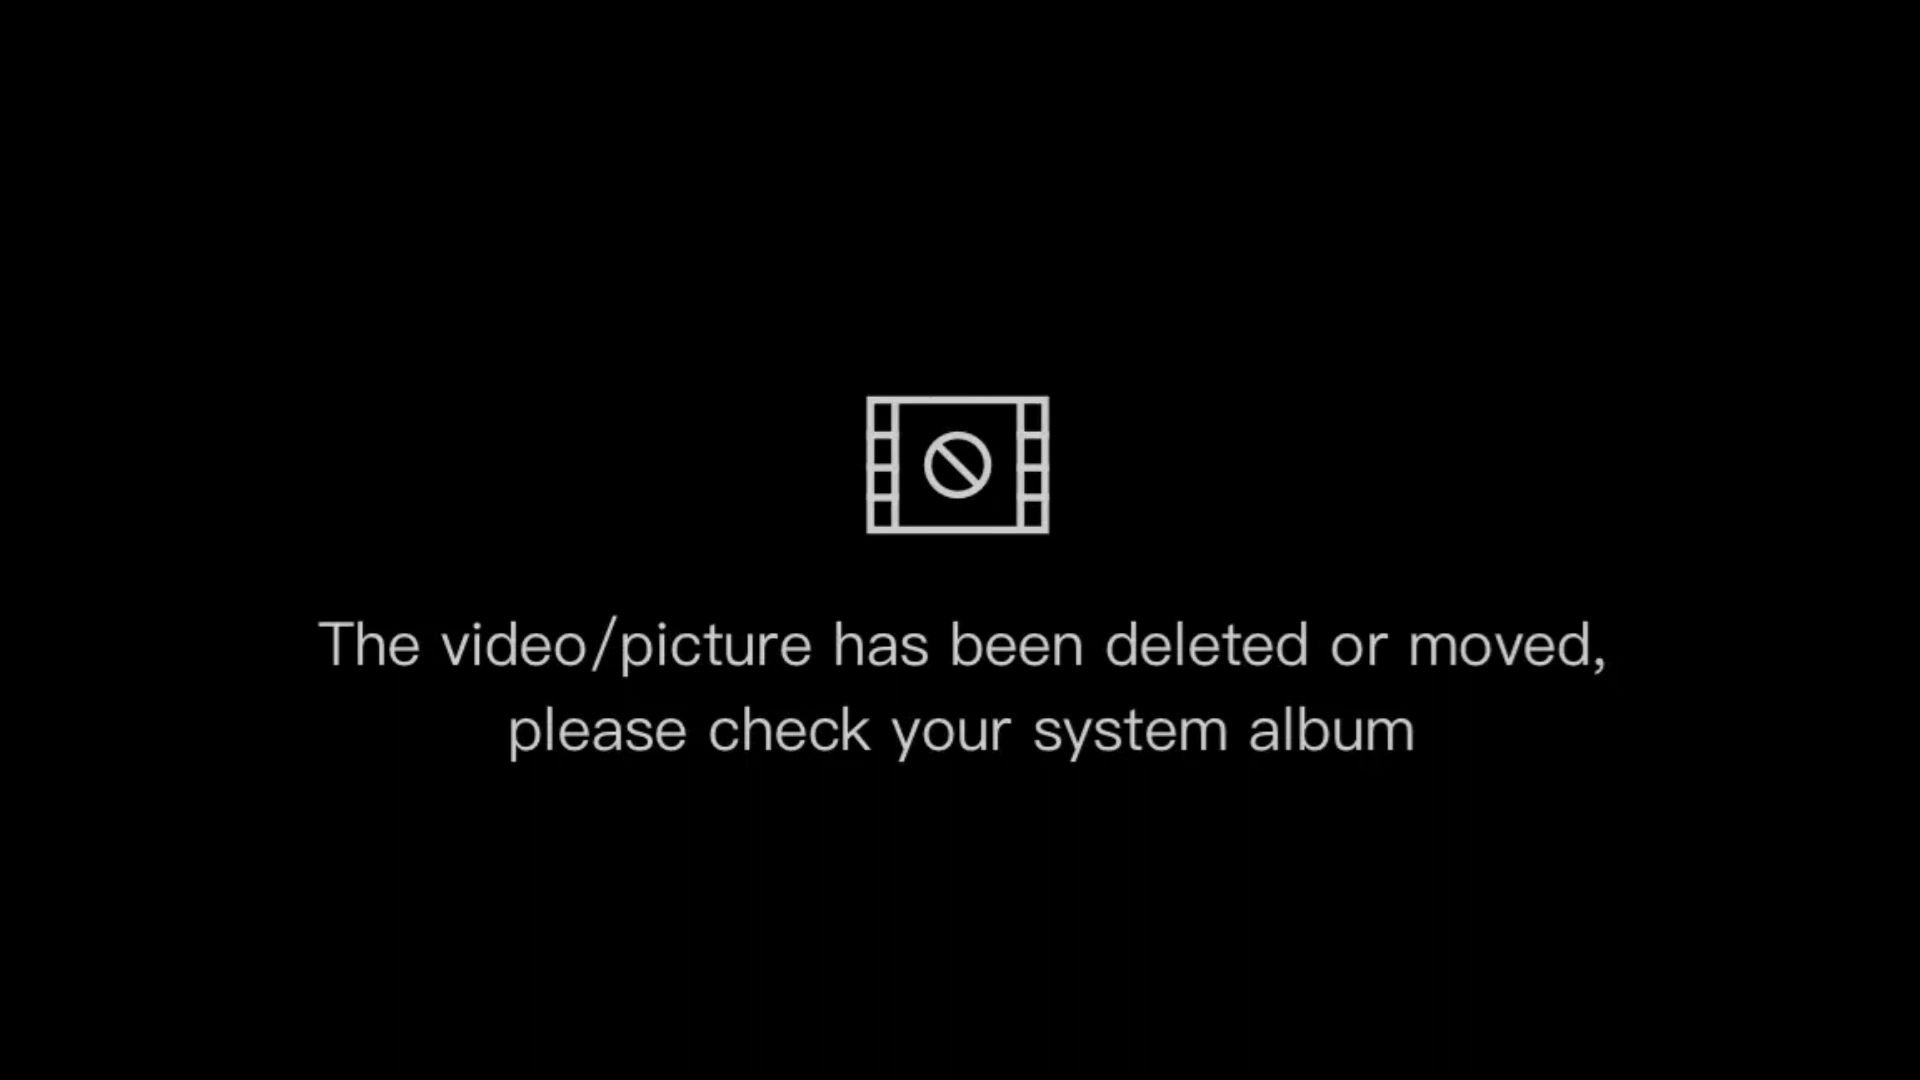 The video/picture has been deleted or moved,
please check your system album